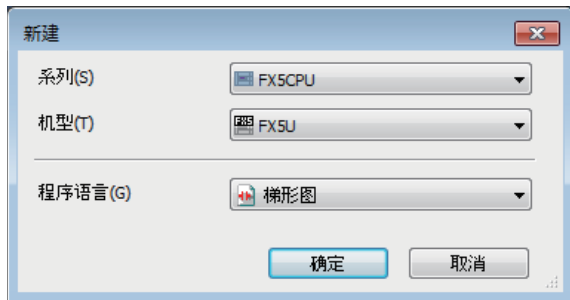 新建
系列(S) FX5CPU
机型(T) FX5U
程序语言(G) 梯形图
确定 取消